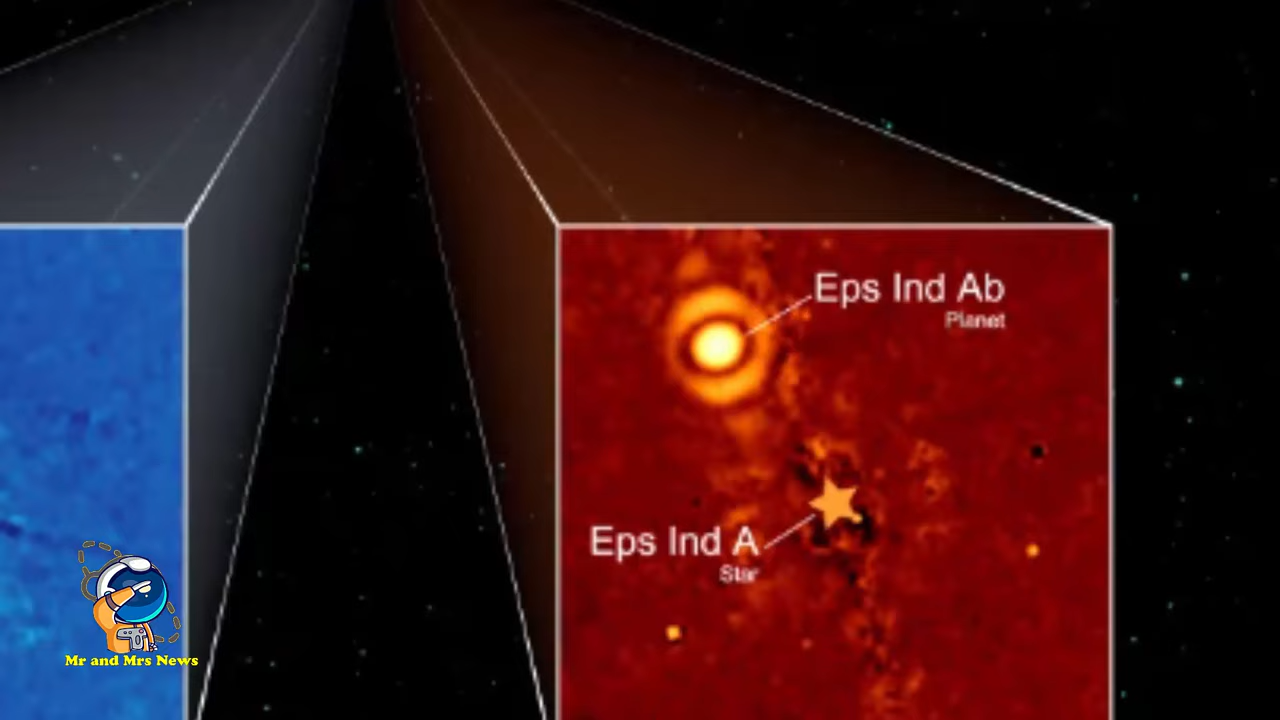 Eps Ind Ab
Planet
Eps Ind A
Star
Mr and Mrs News